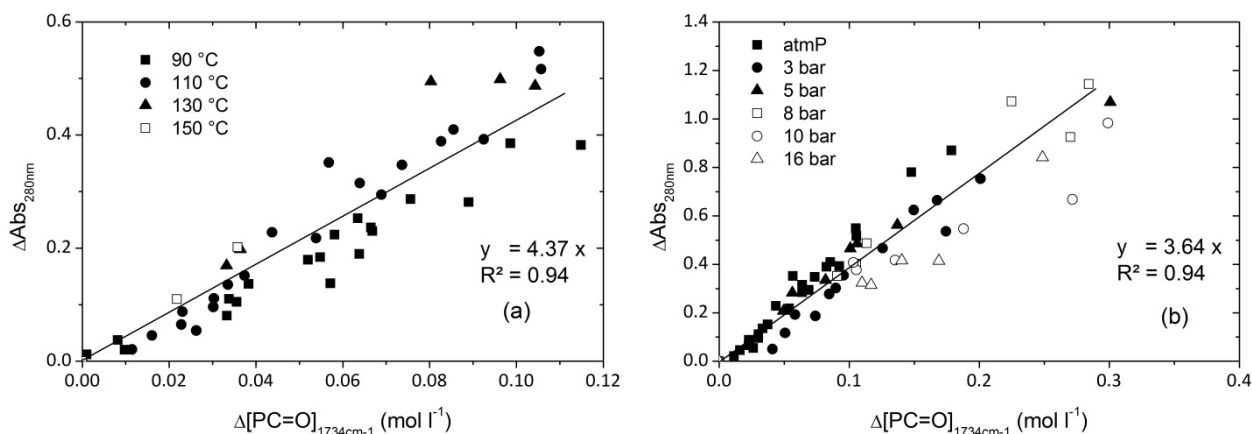 0.6
0.4
0.2
0.0
ΔAbs280nm
90 °C
110 °C
130 °C
150 °C
y = 4.37 x
R² = 0.94
(a)
0.00 0.02 0.04 0.06 0.08 0.10 0.12
Δ[PC=O]1734cm-1 (mol l-1)
1.4
1.2
1.0
0.8
0.6
0.4
0.2
0.0
ΔAbs280nm
atmP
3 bar
5 bar
8 bar
10 bar
16 bar
y = 3.64 x
R² = 0.94
(b)
0.0 0.1 0.2 0.3 0.4
Δ[PC=O]1734cm-1 (mol l-1)